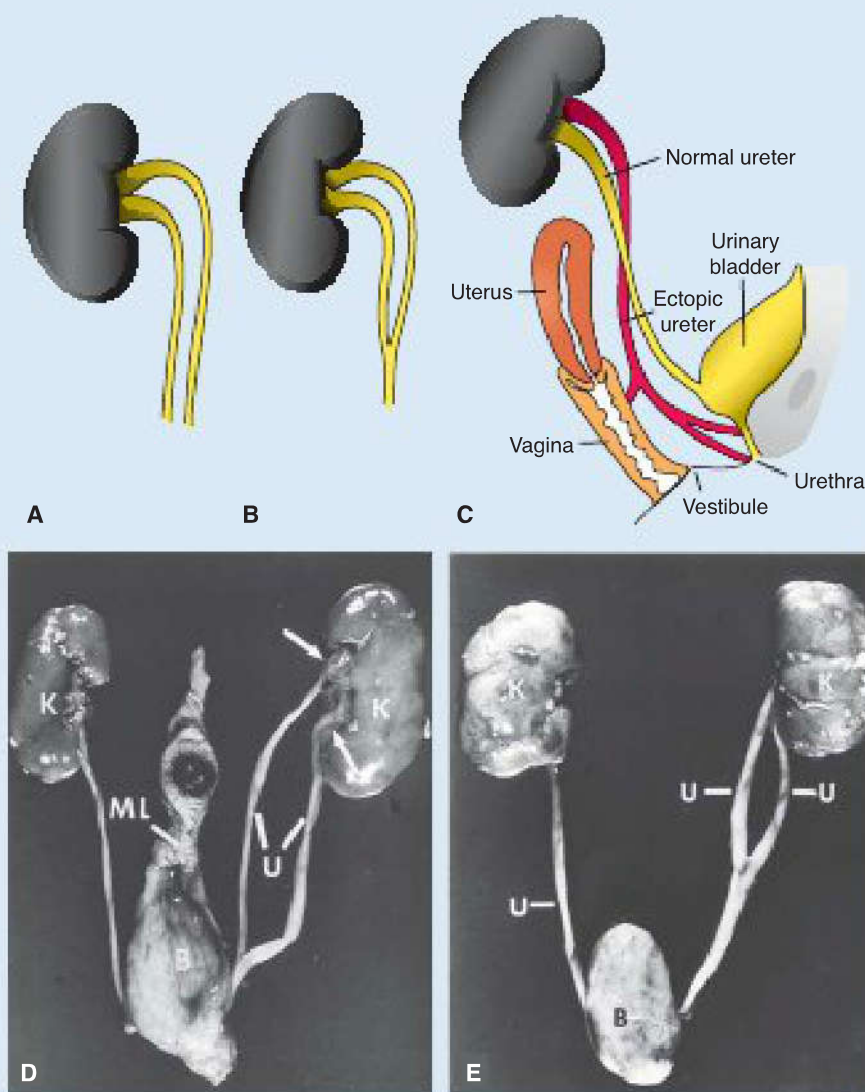 Normal ureter
Urinary
bladder
Uterus
Ectopic
ureter
Vagina
Urethra
Vestibule
A
B
C
K
K
ML
U
B
D
K
K
U
U
U
B
E